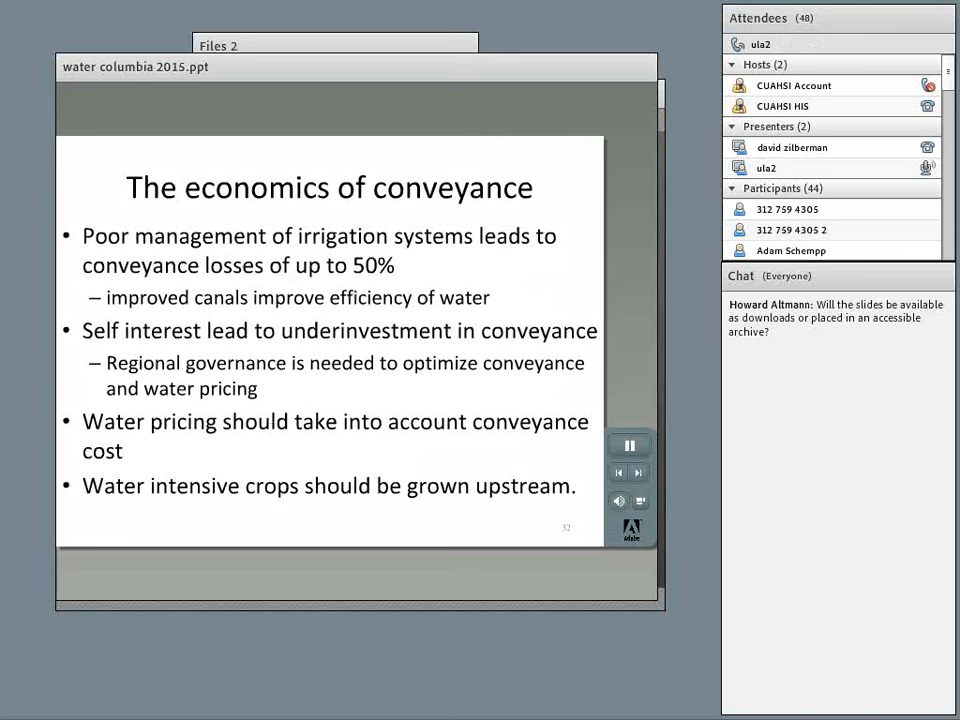 Files 2
water columbia 2015.ppt
The economics of conveyance
• Poor management of irrigation systems leads to
conveyance losses of up to 50%
– improved canals improve efficiency of water
• Self interest lead to underinvestment in conveyance
– Regional governance is needed to optimize conveyance
and water pricing
• Water pricing should take into account conveyance
cost
• Water intensive crops should be grown upstream.
32
Adobe
Attendees (48)
ula2
Hosts (2)
CUAHSI Account
CUAHSI HIS
Presenters (2)
david zilberman
ula2
Participants (44)
312 759 4305
312 759 4305 2
Adam Schempp
Chat (Everyone)
Howard Altmann: Will the slides be available
as downloads or placed in an accessible
archive?